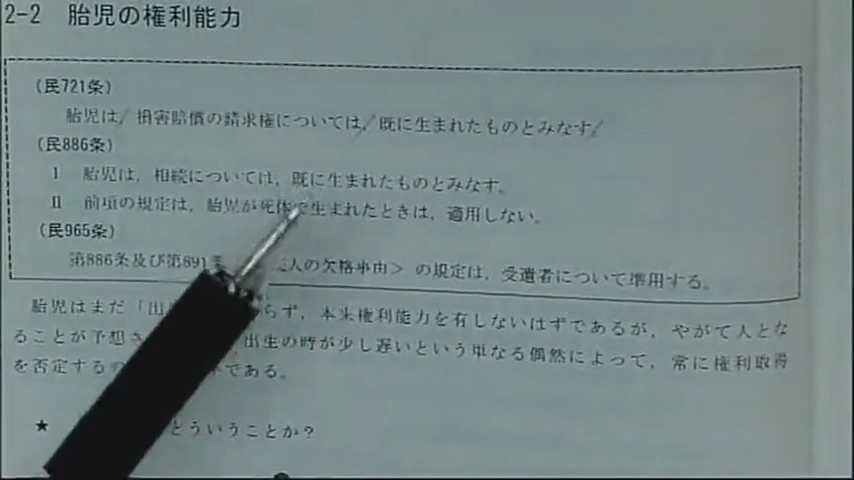 2-2 胎児の権利能力
（民721条）
胎児は/ 損害賠償の請求権については/ 既に生まれたものとみなす/
（民886条）
Ⅰ 胎児は，相続については，既に生まれたものとみなす。
Ⅱ 前項の規定は，胎児が死体で生まれたときは，適用しない。
（民965条）
第886条及び第891条 人の欠格事由＞ の規定は，受遺者について準用する。
胎児はまだ「出 らず，本来権利能力を有しないはずであるが，やがて人とな
ることが予想さ 出生の時が少し遅いという単なる偶然によって，常に権利取得
を否定するの である。
★ とういうことか？